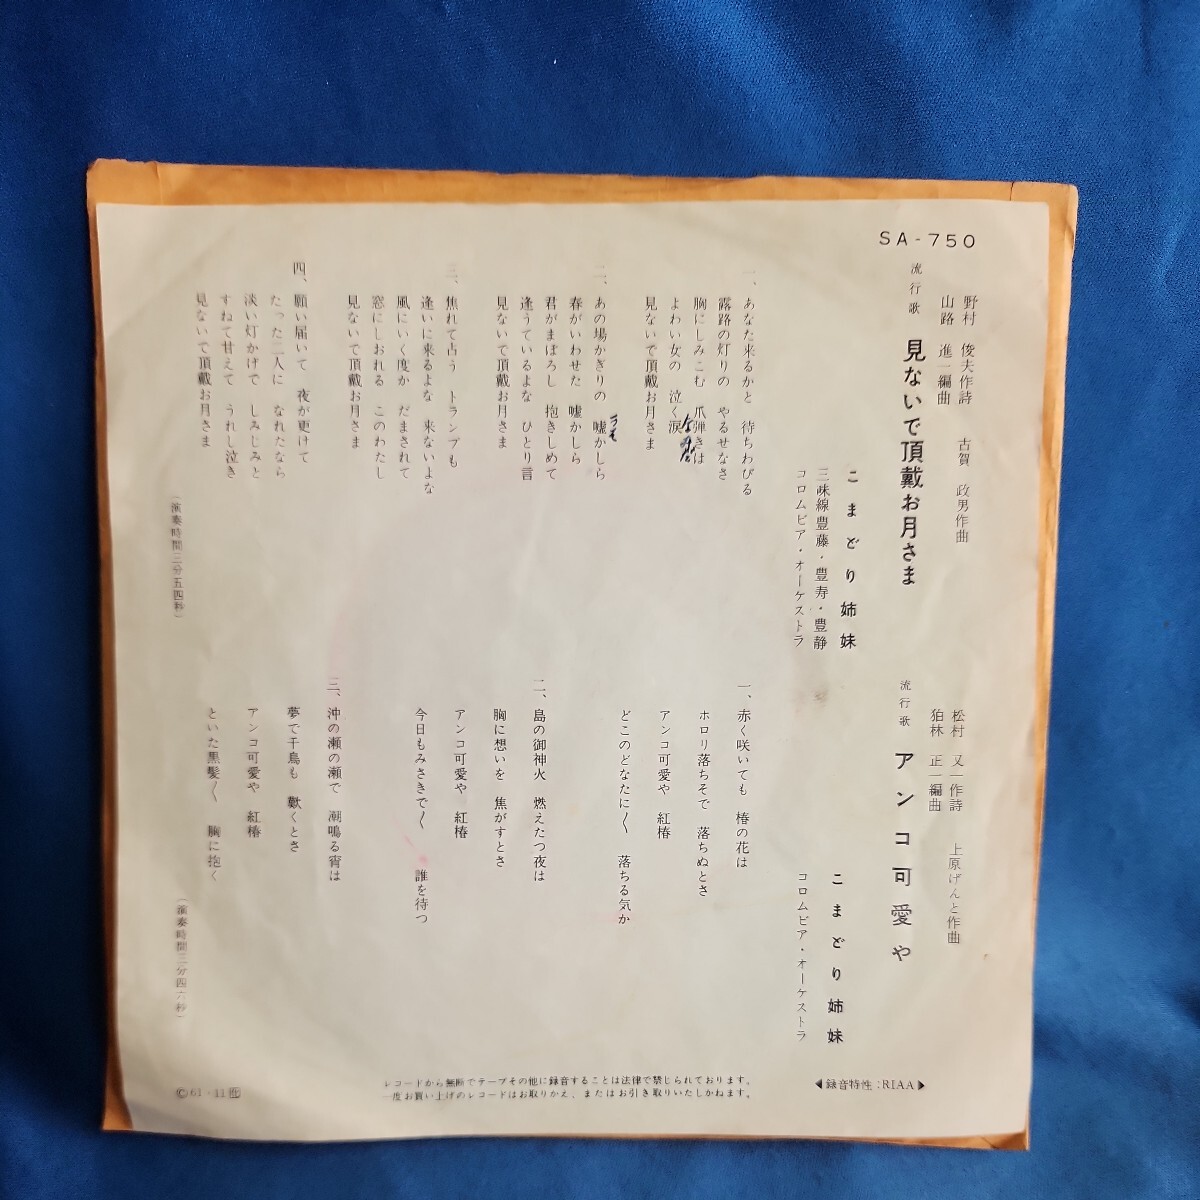 SA-750
流行歌
見ないで頂戴お月さま
野村 俊夫作詩
山路 進一編曲
古賀 政男作曲
こまどり姉妹
三味線豊藤・豊寿・豊静
コロムビア・オーケストラ
一、あなた来るかと 待ちわびる
露路の灯りの やるせなさ
胸にしみこむ 爪弾きは
よわい女の 泣く涙
見ないで頂戴お月さま
二、あの場かぎりの 嘘かしら
春がいわせた 嘘かしら
君がまぼろし 抱きしめて
逢うているよな ひとり言
見ないで頂戴お月さま
三、焦れて占う トランプも
逢いに来るよな 来ないよな
風にいく度か だまされて
窓にしおれる このわたし
見ないで頂戴お月さま
四、願い届いて 夜が更けて
たった二人に なれたなら
淡い灯かげで しみじみと
すねて甘えて うれし泣き
見ないで頂戴お月さま
(演奏時間三分五四秒)
流行歌
アンコ可愛や
松村 又一作詩
狛林 正一編曲
上原げんと作曲
こまどり姉妹
コロムビア・オーケストラ
一、赤く咲いても 椿の花は
ホロリ落ちそで 落ちぬとさ
アンコ可愛や 紅椿
どこのどなたに〳〵 落ちる気か
二、島の御神火 燃えたつ夜は
胸に想いを 焦がすとさ
アンコ可愛や 紅椿
今日もみさきで〳〵 誰を待つ
三、沖の瀬の瀬で 潮鳴る宵は
夢で千鳥も 歎くとさ
アンコ可愛や 紅椿
といた黒髪〳〵 胸に抱く
(演奏時間三分四六秒)
◀録音特性:RIAA▶
レコードから無断でテープその他に録音することは法律で禁じられております。
一度お買い上げのレコードはお取りかえ、またはお引き取りいたしかねます。
Ⓒ61・11